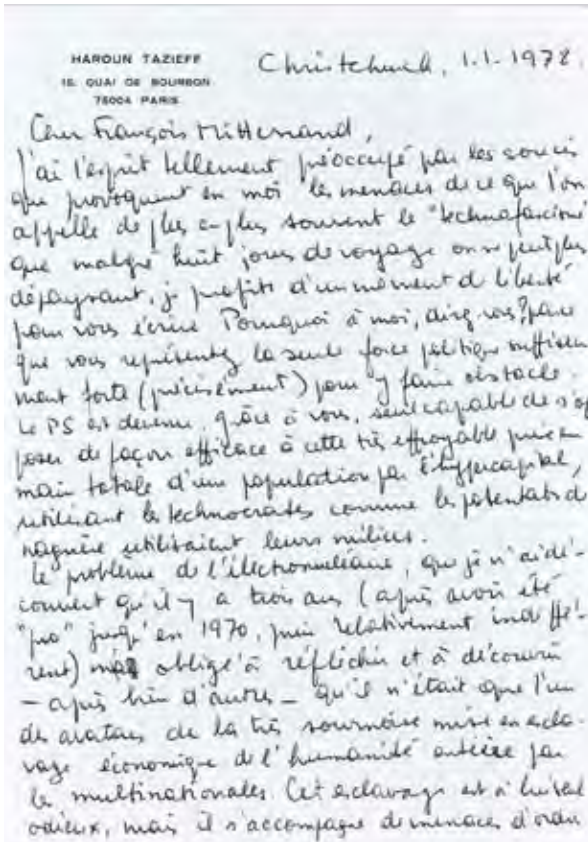 HAROUN TAZIEFF
15, QUAI DE BOURBON
75004 PARIS
Christchurch, 1.1.1978.
Cher François Mitterrand,
J'ai l'esprit tellement préoccupé par les soucis
que provoquent en moi les menaces de ce que l'on
appelle de plus en plus souvent le "technofascisme"
que malgré huit jours de voyage on ne peut plus
dépaysant, je profite d'un moment de liberté
pour vous écrire Pourquoi à moi, direz-vous? parce
que vous représentez la seule force politique suffisam
ment forte (précisément) pour y faire obstacle.
Le PS est devenu, grâce à vous, seul capable de s'op
poser de façon efficace à cette très effroyable prise en
main totale d'une population par l'hypercapital,
utilisant les technocrates comme les potentats de
naguère utilisaient leurs milices.
Le problème de l'électronucléaire, que je n'ai dé-
couvert qu'il y a trois ans (après avoir été
"pro" jusqu'en 1970, puis relativement indiffé-
rent) m'a obligé à réfléchir et à découvrir
– après bien d'autres – qu'il n'était que l'un
des avatars de la très sournoise mise en escla-
vage économique de l'humanité entière par
les multinationales. Cet esclavage est à lui seul
odieux, mais il s'accompagne de menaces d'ordre